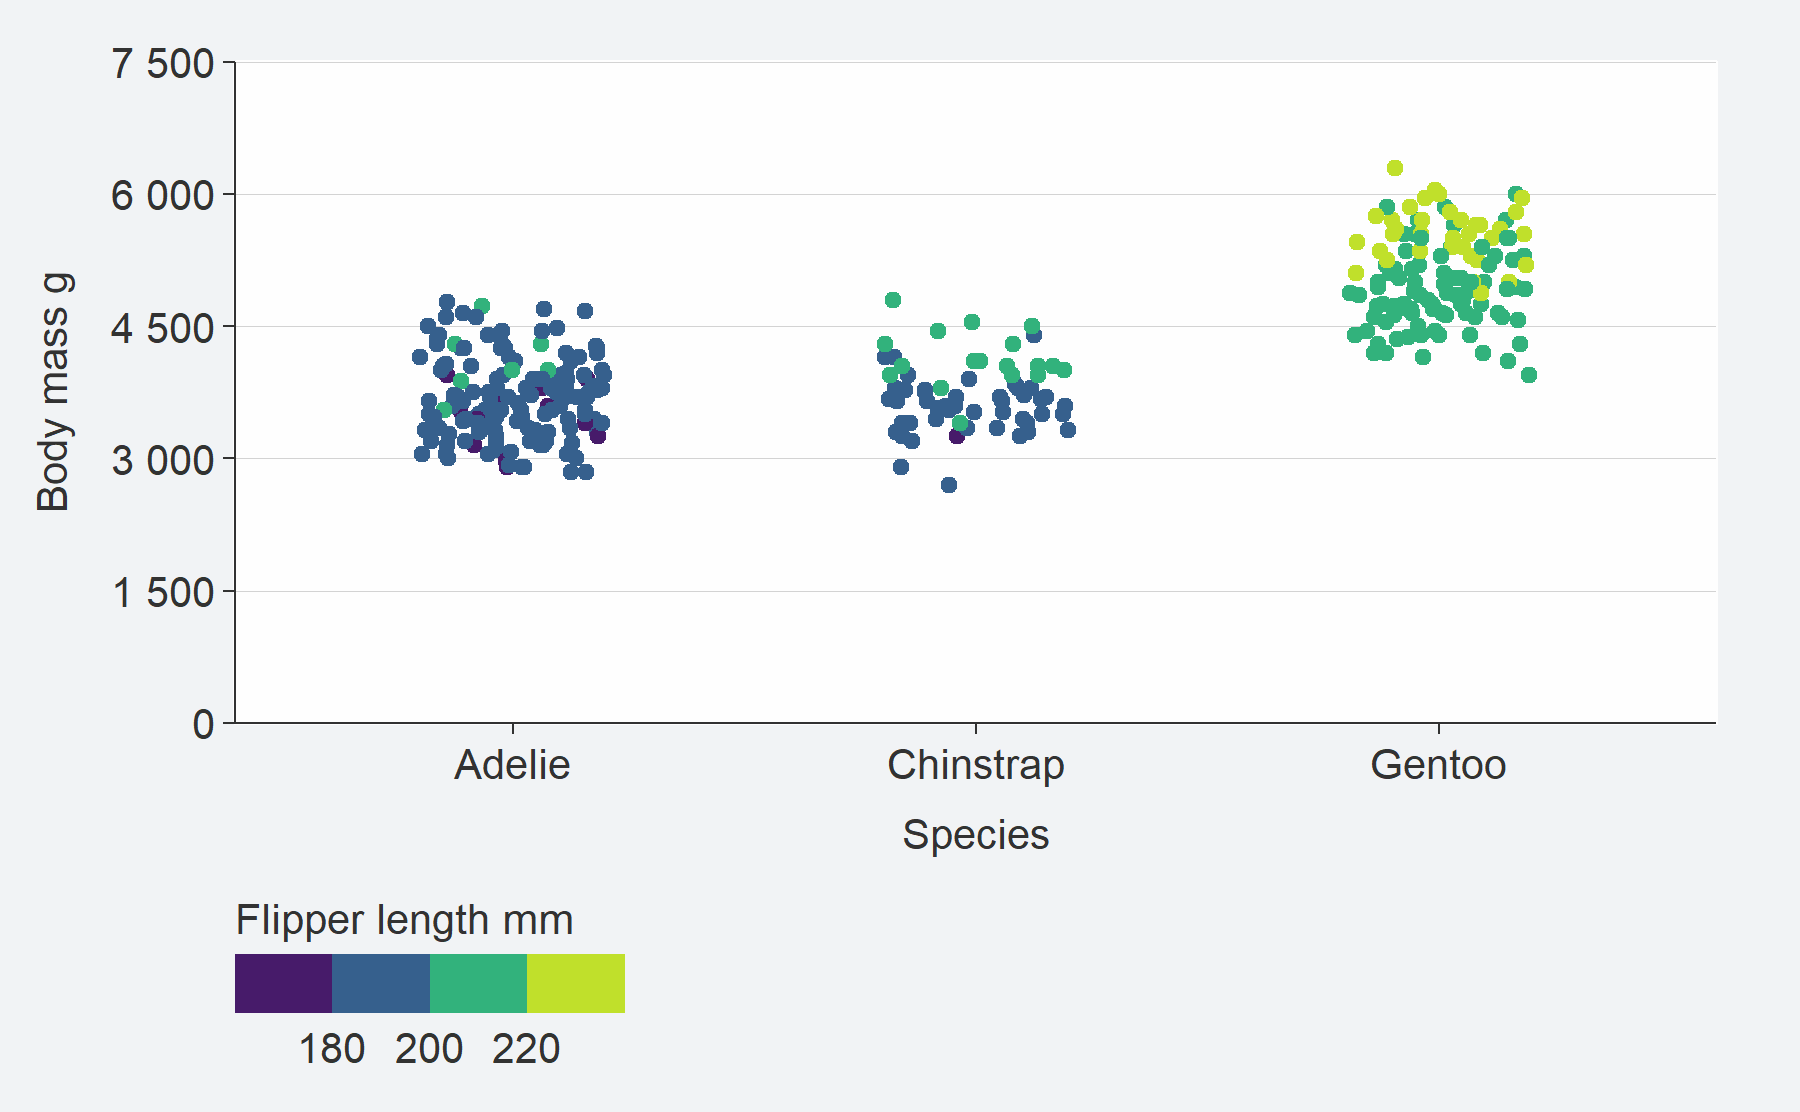 7 500
6 000
4 500
3 000
1 500
0
Body mass g
Adelie
Chinstrap
Gentoo
Species
Flipper length mm
180
200
220